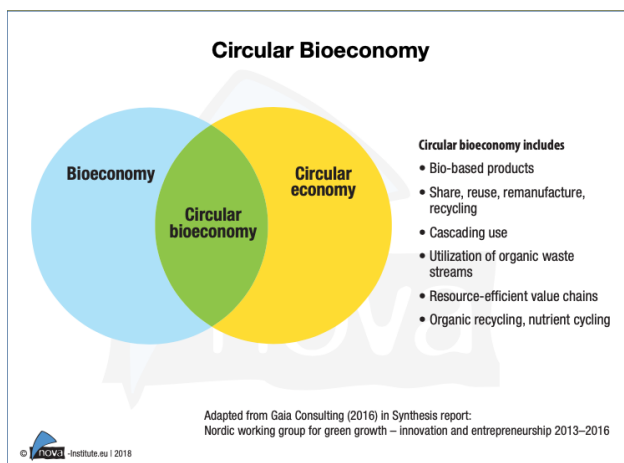 Circular Bioeconomy
Bioeconomy
Circular
economy
Circular
bioeconomy
Circular bioeconomy includes
• Bio-based products
• Share, reuse, remanufacture,
recycling
• Cascading use
• Utilization of organic waste
streams
• Resource-efficient value chains
• Organic recycling, nutrient cycling
nova
Adapted from Gaia Consulting (2016) in Synthesis report:
Nordic working group for green growth – innovation and entrepreneurship 2013–2016
© nova -Institute.eu | 2018